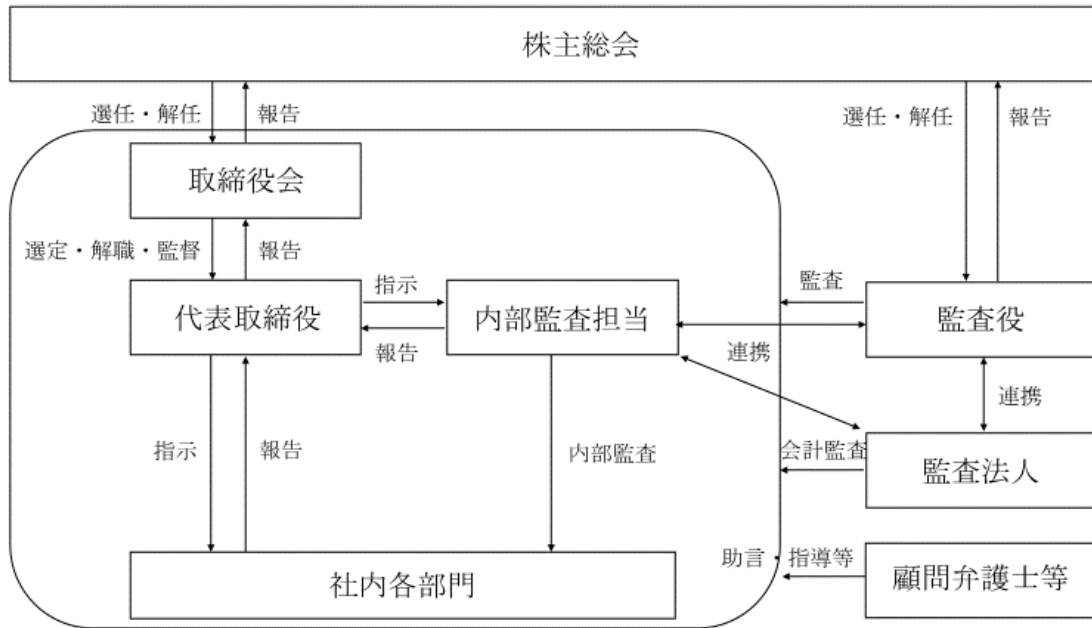 株主総会
選任・解任
報告
選任・解任
報告
取締役会
選定・解職・監督
報告
指示
監査
代表取締役
内部監査担当
監査役
報告
連携
連携
指示
報告
内部監査
会計監査
監査法人
助言・指導等
社内各部門
顧問弁護士等